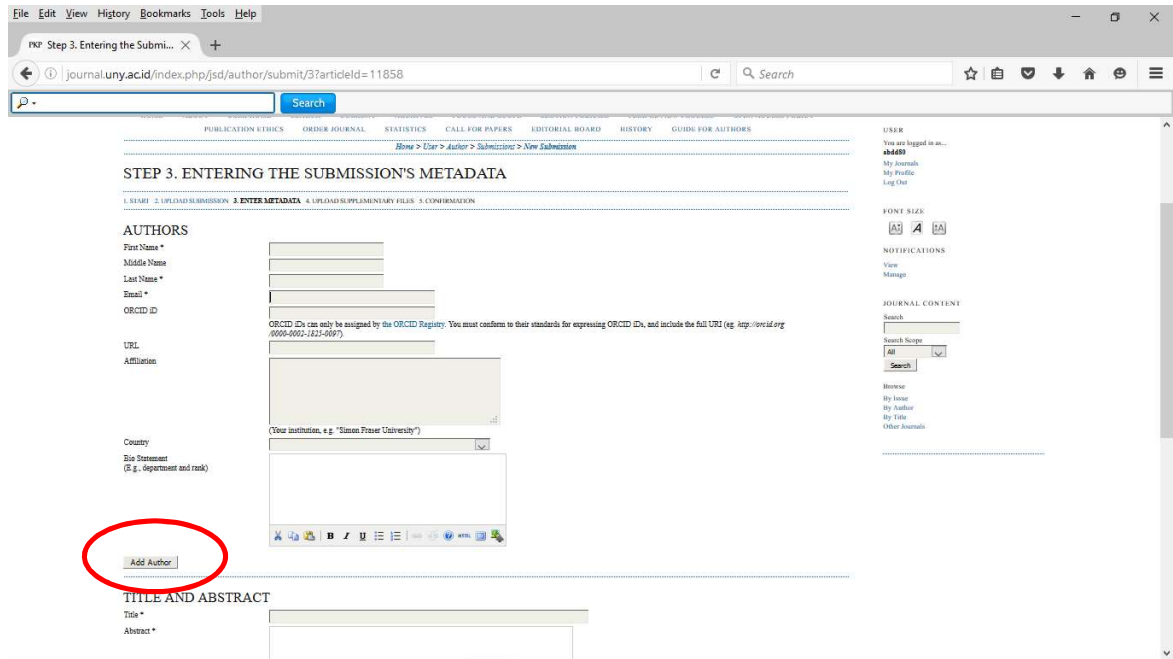 File Edit View History Bookmarks Tools Help
PKP Step 3. Entering the Submi...
journal.uny.ac.id/index.php/jsd/author/submit/3?articleId=11858
Search
Search
PUBLICATION ETHICS ORDER JOURNAL STATISTICS CALL FOR PAPERS EDITORIAL BOARD HISTORY GUIDE FOR AUTHORS
Home > User > Author > Submissions > New Submission
STEP 3. ENTERING THE SUBMISSION'S METADATA
1. START 2. UPLOAD SUBMISSION 3. ENTER METADATA 4. UPLOAD SUPPLEMENTARY FILES 5. CONFIRMATION
AUTHORS
First Name *
Middle Name
Last Name *
Email *
ORCID iD
ORCID iDs can only be assigned by the ORCID Registry. You must conform to their standards for expressing ORCID iDs, and include the full URI (eg. http://orcid.org
/0000-0002-1825-0097).
URL
Affiliation
(Your institution, e.g. "Simon Fraser University")
Country
Bio Statement
(E.g., department and rank)
B I U HTML
Add Author
TITLE AND ABSTRACT
Title *
Abstract *
USER
You are logged in as...
My Journals
My Profile
Log Out
FONT SIZE
A A A
NOTIFICATIONS
View
Manage
JOURNAL CONTENT
Search
Search Scope
All
Search
Browse
By Issue
By Author
By Title
Other Journals